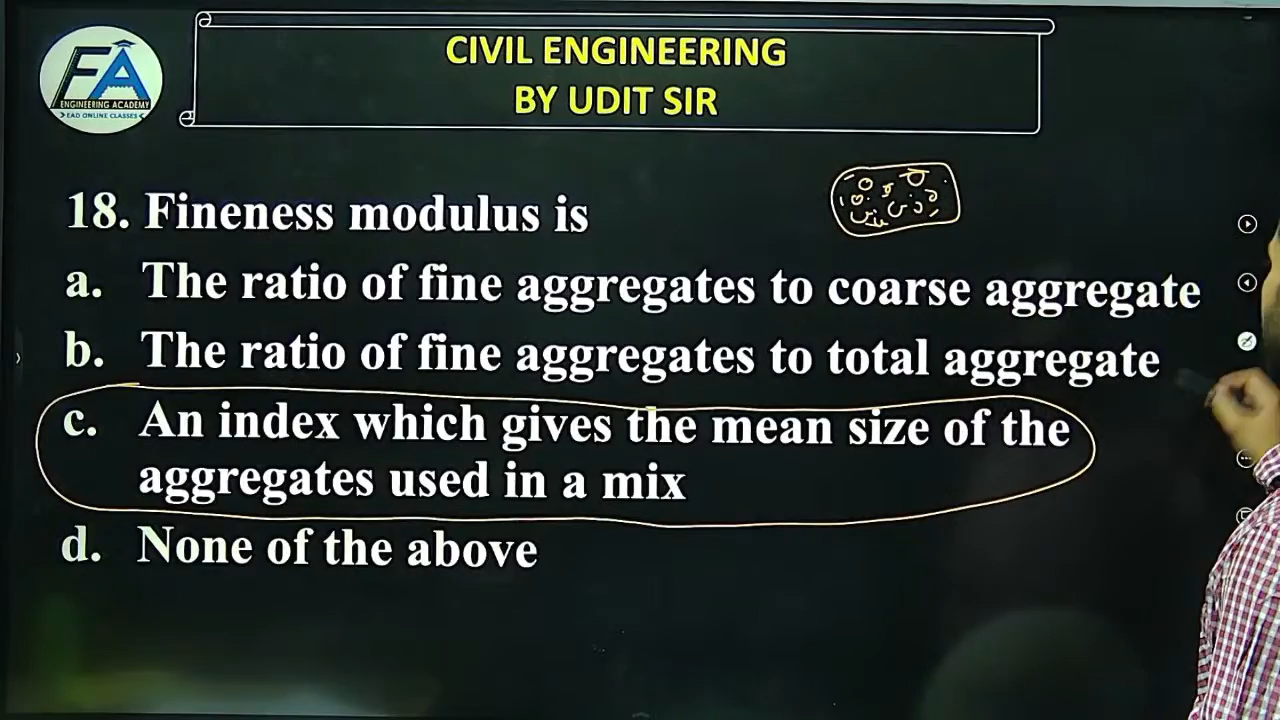 CIVIL ENGINEERING
BY UDIT SIR
FA
ENGINEERING ACADEMY
EAD ONLINE CLASSES
18. Fineness modulus is
a. The ratio of fine aggregates to coarse aggregate
b. The ratio of fine aggregates to total aggregate
c. An index which gives the mean size of the
aggregates used in a mix
d. None of the above